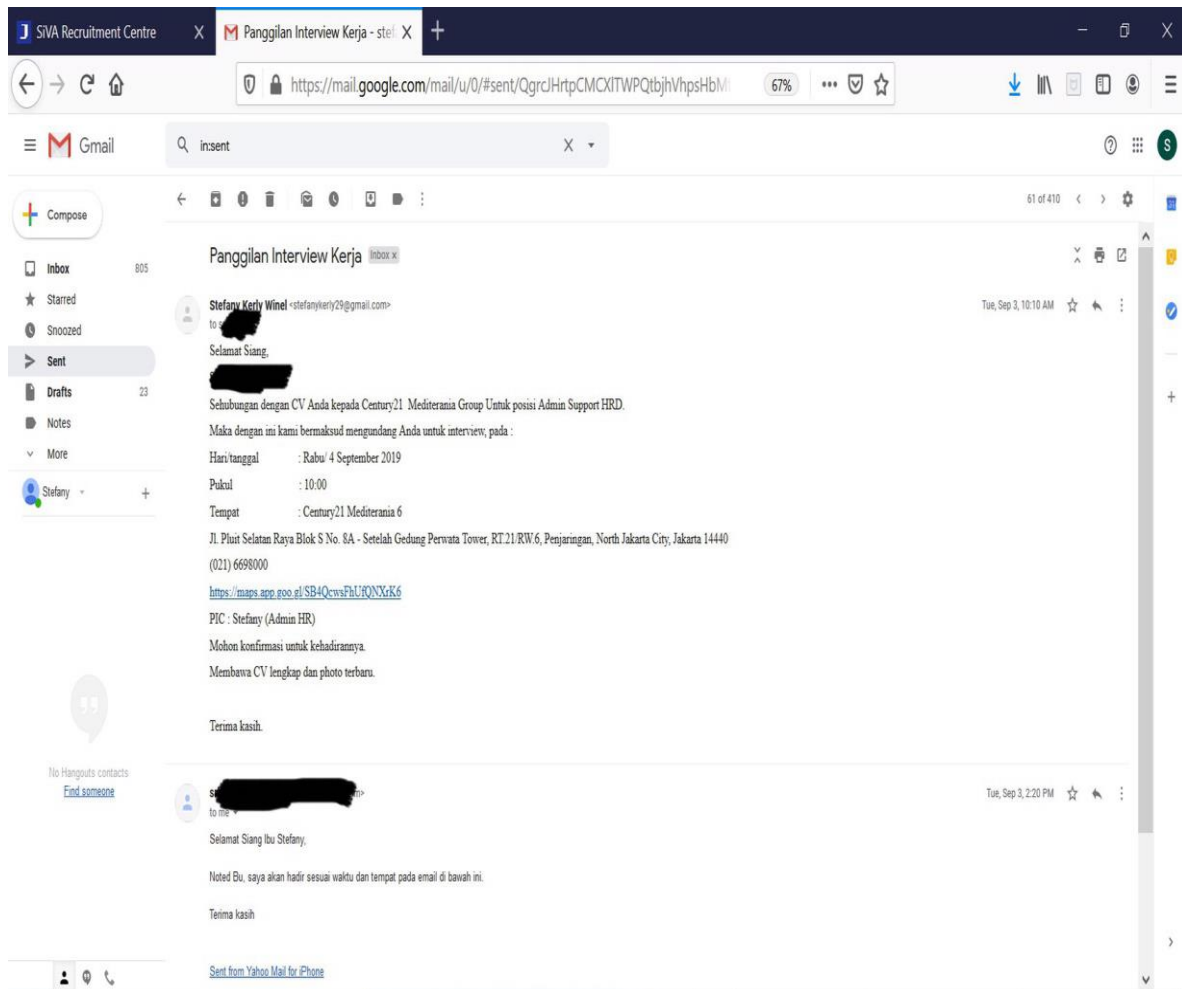 SiVA Recruitment Centre
Panggilan Interview Kerja - stef
https://mail.google.com/mail/u/0/#sent/QgrcJHrtpCMCXlTWPQtbjhVhpsHbM
67%
Gmail
in:sent
Compose
61 of 410
Inbox 805
Starred
Snoozed
Sent
Drafts 23
Notes
More
Stefany
No Hangouts contacts
Find someone
Panggilan Interview Kerja Inbox x
Stefany Kerly Winel <stefanykerly29@gmail.com> Tue, Sep 3, 10:10 AM
to
Selamat Siang,
Sehubungan dengan CV Anda kepada Century21 Mediterania Group Untuk posisi Admin Support HRD.
Maka dengan ini kami bermaksud mengundang Anda untuk interview, pada :
Hari/tanggal : Rabu/ 4 September 2019
Pukul : 10:00
Tempat : Century21 Mediterania 6
Jl. Pluit Selatan Raya Blok S No. 8A - Setelah Gedung Perwata Tower, RT.21/RW.6, Penjaringan, North Jakarta City, Jakarta 14440
(021) 6698000
https://maps.app.goo.gl/SB4QcwsFhUfQNXrK6
PIC : Stefany (Admin HR)
Mohon konfirmasi untuk kehadirannya.
Membawa CV lengkap dan photo terbaru.
Terima kasih.
Tue, Sep 3, 2:20 PM
to me
Selamat Siang Ibu Stefany,
Noted Bu, saya akan hadir sesuai waktu dan tempat pada email di bawah ini.
Terima kasih
Sent from Yahoo Mail for iPhone